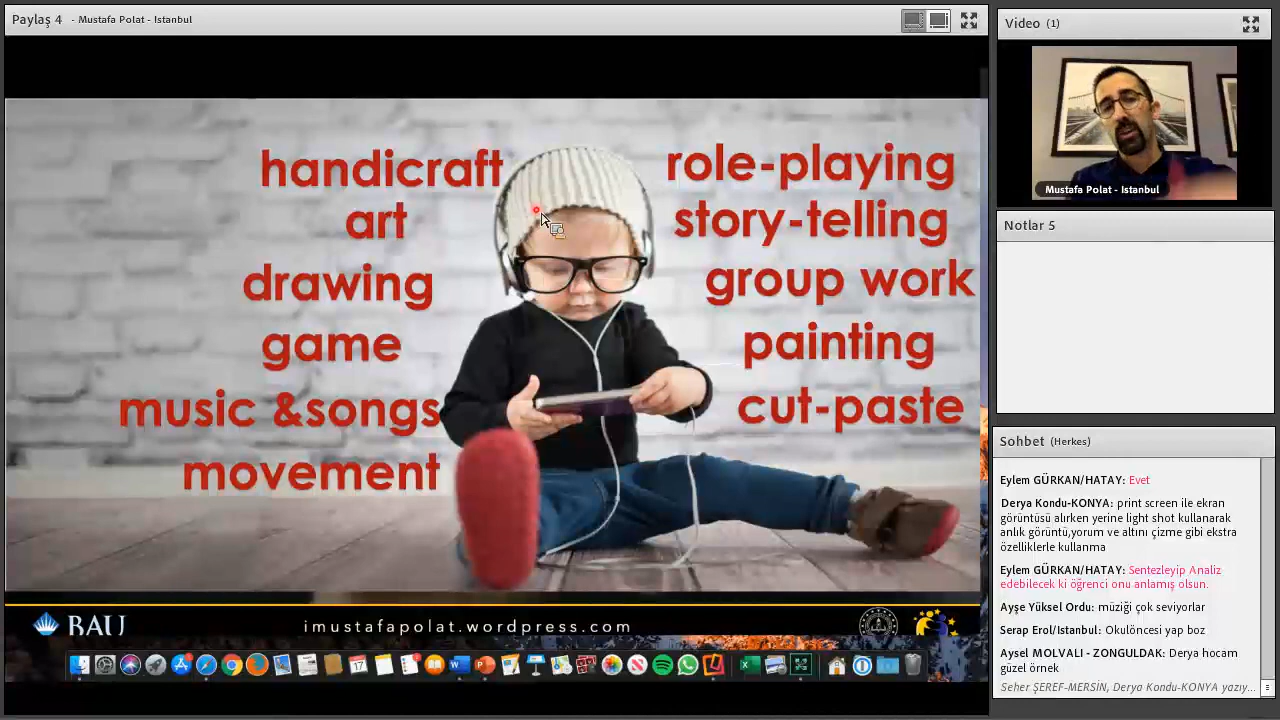 Paylaş 4 - Mustafa Polat - Istanbul
handicraft
art
drawing
game
music &songs
movement
role-playing
story-telling
group work
painting
cut-paste
BAU
imustafapolat.wordpress.com
Video (1)
Mustafa Polat - Istanbul
Notlar 5
Sohbet (Herkes)
Eylem GÜRKAN/HATAY: Evet
Derya Kondu-KONYA: print screen ile ekran
görüntüsü alırken yerine light shot kullanarak
anlık görüntü,yorum ve altını çizme gibi ekstra
özelliklerle kullanma
Eylem GÜRKAN/HATAY: Sentezleyip Analiz
edebilecek ki öğrenci onu anlamış olsun.
Ayşe Yüksel Ordu: müziği çok seviyorlar
Serap Erol/Istanbul: Okulöncesi yap boz
Aysel MOLVALI - ZONGULDAK: Derya hocam
güzel örnek
Seher ŞEREF-MERSİN, Derya Kondu-KONYA yazıy...